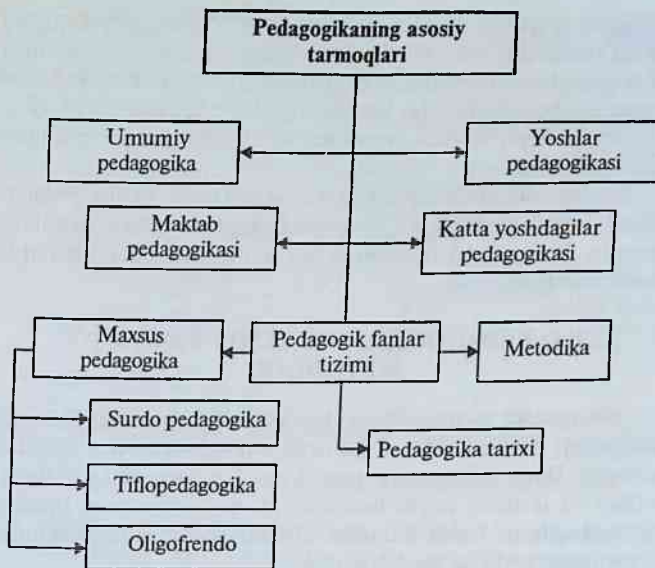 Pedagogikaning asosiy
tarmoqlari
Umumiy
pedagogika
Yoshlar
pedagogikasi
Maktab
pedagogikasi
Katta yoshdagilar
pedagogikasi
Maxsus
pedagogika
Pedagogik fanlar
tizimi
Metodika
Surdo pedagogika
Pedagogika tarixi
Tiflopedagogika
Oligofrendo